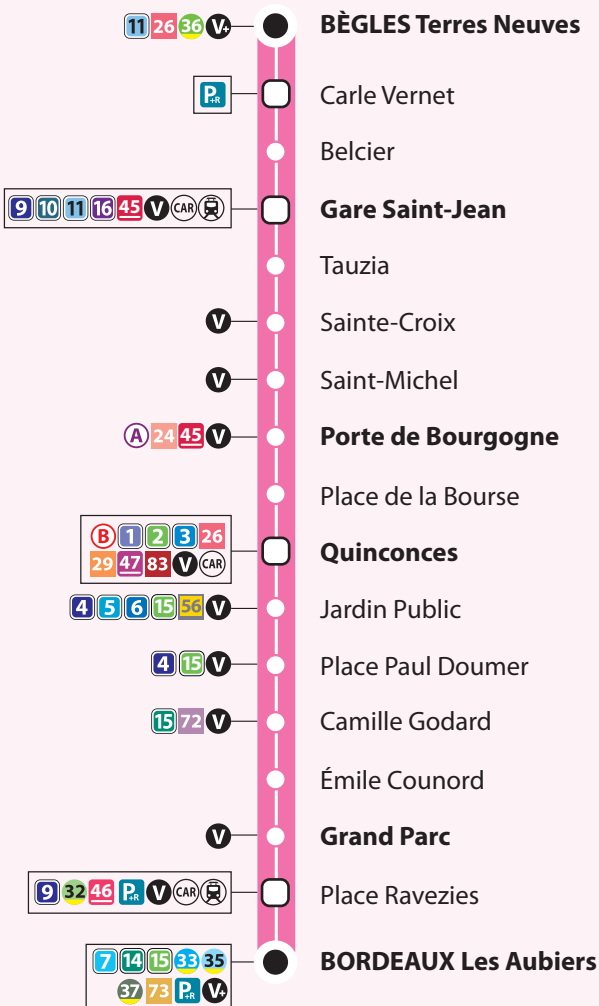 11 26 36 V+ BÈGLES Terres Neuves
P+R Carle Vernet
Belcier
9 10 11 16 45 V CAR Gare Saint-Jean
Tauzia
V Sainte-Croix
V Saint-Michel
A 24 45 V Porte de Bourgogne
Place de la Bourse
B 1 2 3 26
29 47 83 V CAR
Quinconces
4 5 6 15 56 V Jardin Public
4 15 V Place Paul Doumer
15 72 V Camille Godard
Émile Counord
V Grand Parc
9 32 46 P+R V CAR Place Ravezies
7 14 15 33 35
37 73 P+R V+
BORDEAUX Les Aubiers